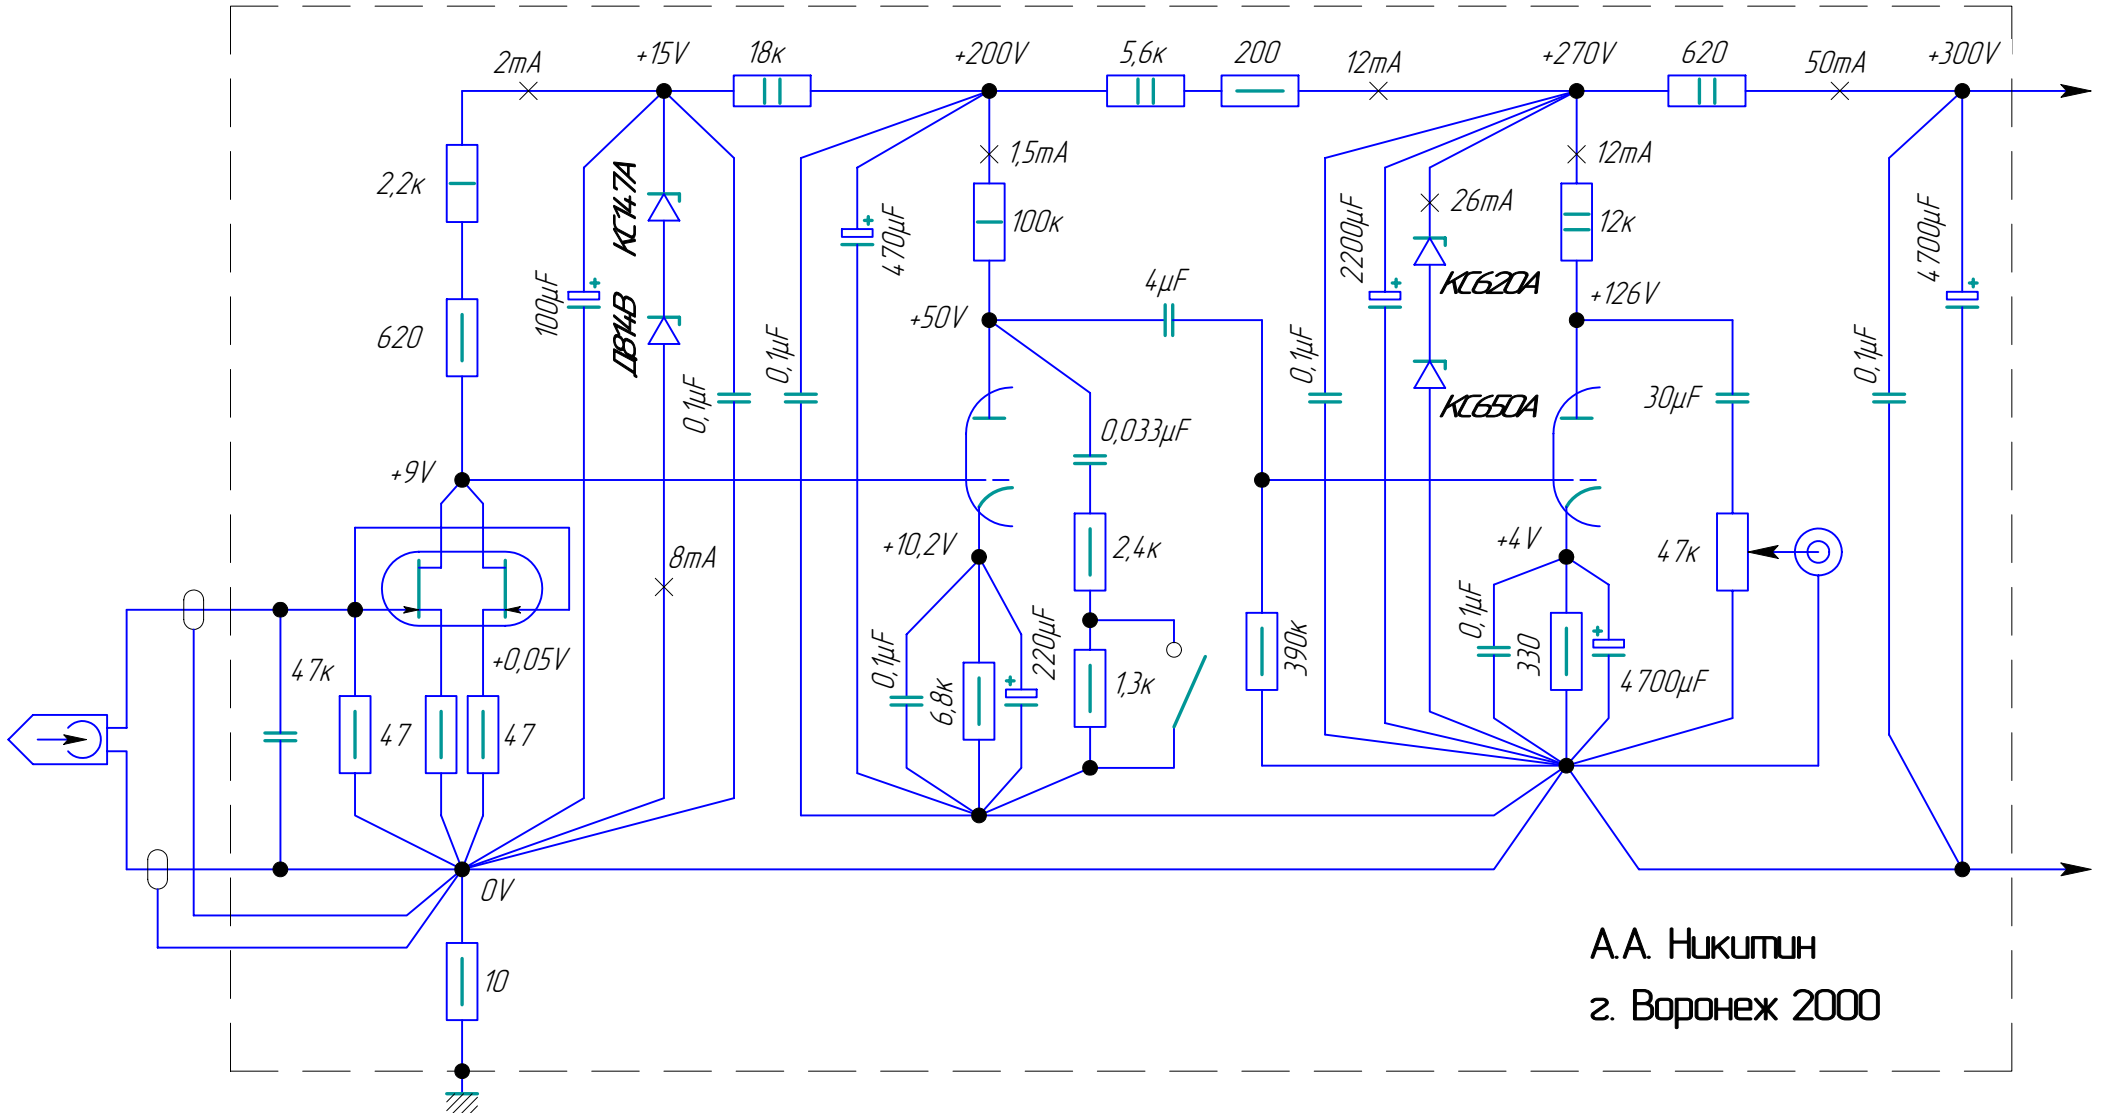 2mA
+15V
18к
+200V
5,6к
200
12mA
+270V
620
50mA
+300V
2,2к
КС147А
1,5mA
100к
470μF
2200μF
26mA
12mA
12к
4700μF
620
100μF
Д814В
0,1μF
0,1μF
+50V
4μF
0,1μF
КС620А
+126V
0,1μF
КС650А
30μF
+9V
0,033μF
+10,2V
2,4к
+4V
47к
8mA
47к
+0,05V
0,1μF
6,8к
220μF
1,3к
390к
0,1μF
330
4700μF
47
47
0V
10
А.А. Никитин
г. Воронеж 2000